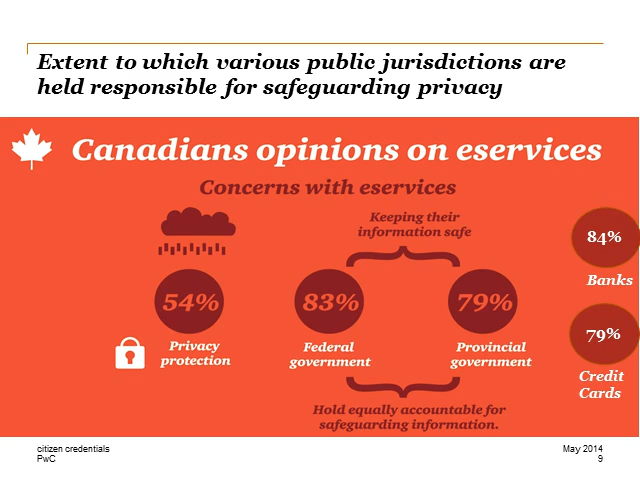 Extent to which various public jurisdictions are
held responsible for safeguarding privacy
Canadians opinions on eservices
Concerns with eservices
Keeping their
information safe
54%
Privacy
protection
83%
Federal
government
79%
Provincial
government
84%
Banks
79%
Credit
Cards
Hold equally accountable for
safeguarding information.
citizen credentials
PwC
May 2014
9